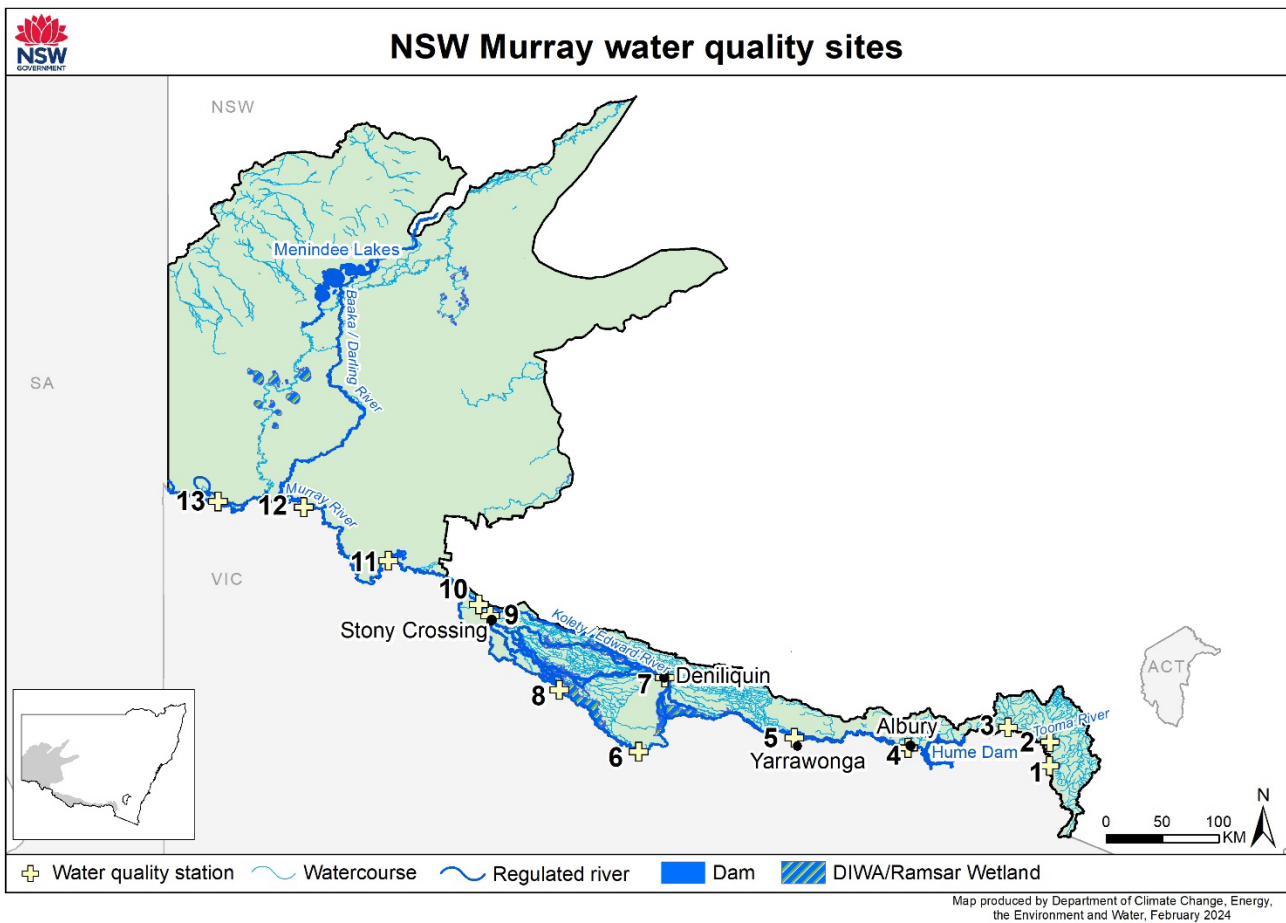 NSW
GOVERNMENT
NSW Murray water quality sites
NSW
Menindee Lakes
Baaka / Darling River
SA
13
12
Murray River
11
VIC
10
9
Stony Crossing
Kolety / Edward River
7
Deniliquin
ACT
8
3
Tooma River
Albury
2
5
4
Hume Dam
1
6
Yarrawonga
N
0 50 100
KM
Water quality station
Watercourse
Regulated river
Dam
DIWA/Ramsar Wetland
Map produced by Department of Climate Change, Energy,
the Environment and Water, February 2024